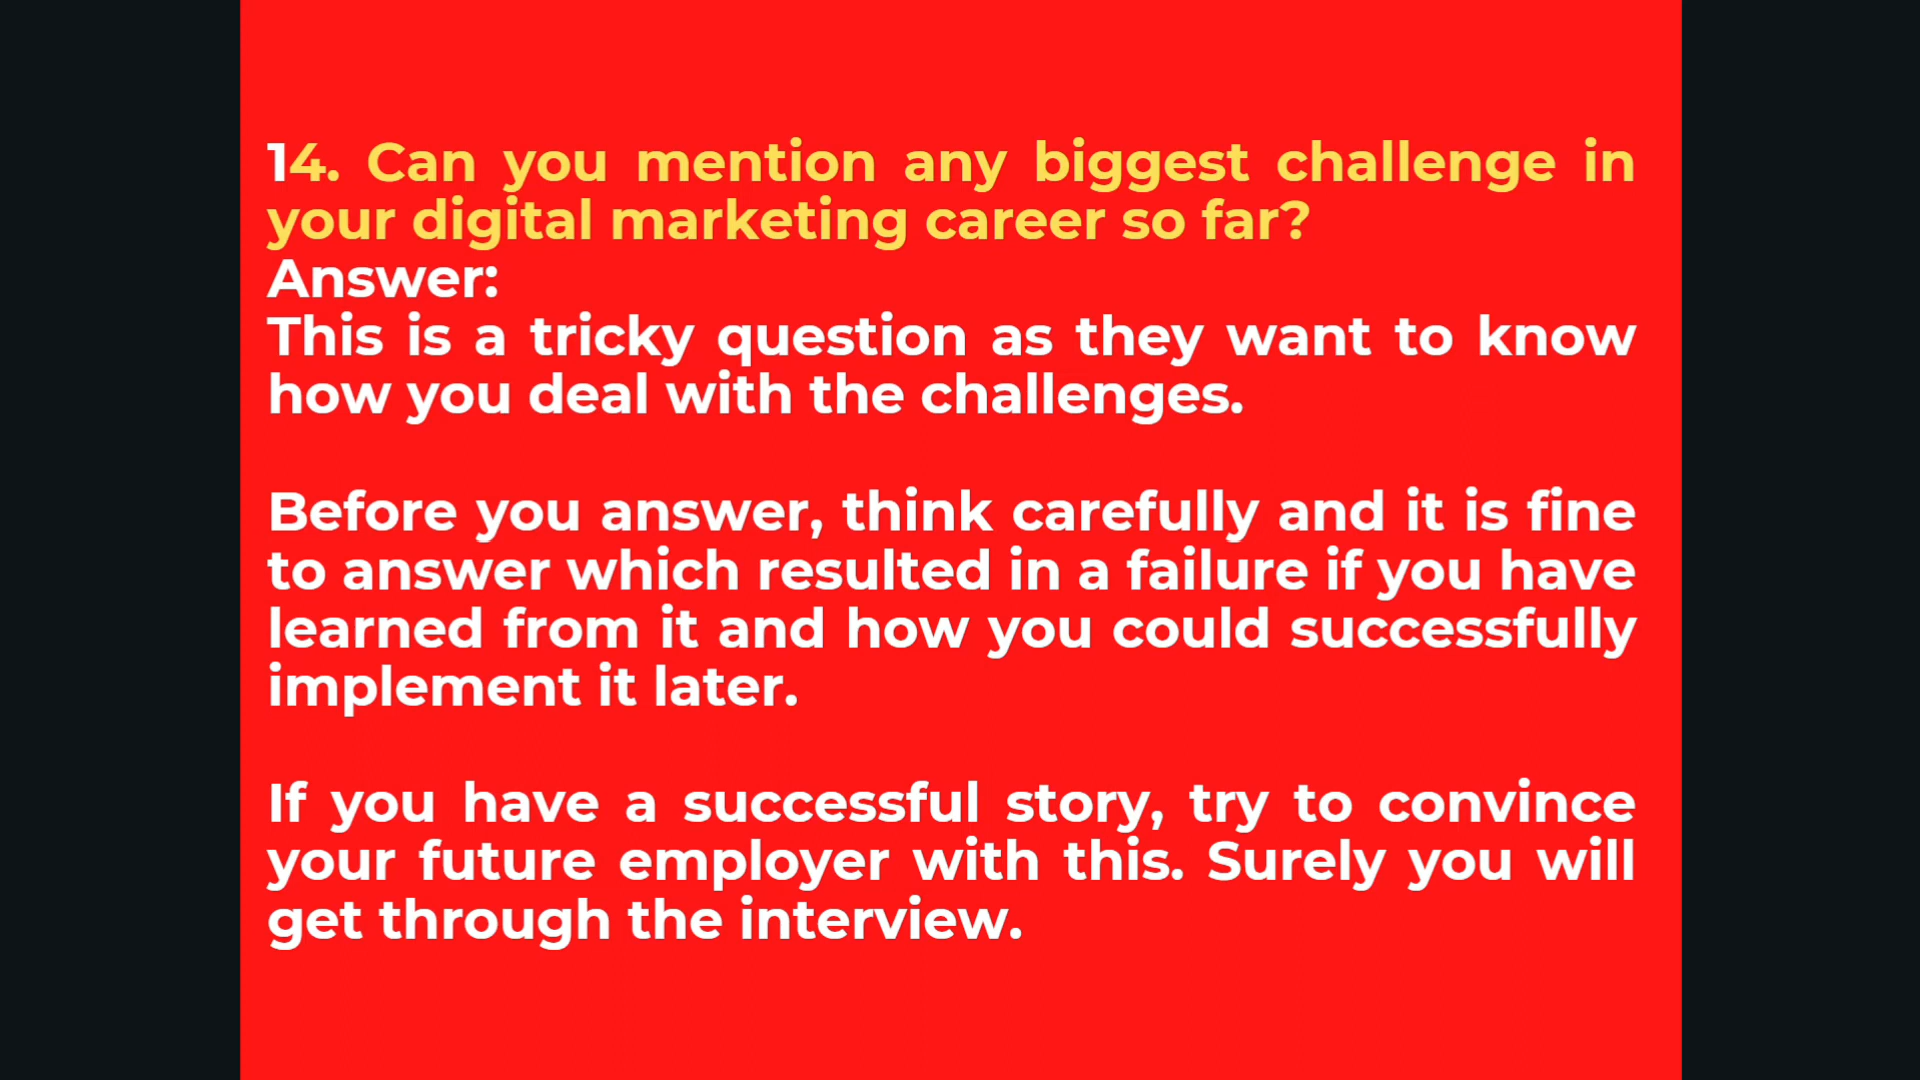 14. Can you mention any biggest challenge in
your digital marketing career so far?
Answer:
This is a tricky question as they want to know
how you deal with the challenges.
Before you answer, think carefully and it is fine
to answer which resulted in a failure if you have
learned from it and how you could successfully
implement it later.
If you have a successful story, try to convince
your future employer with this. Surely you will
get through the interview.